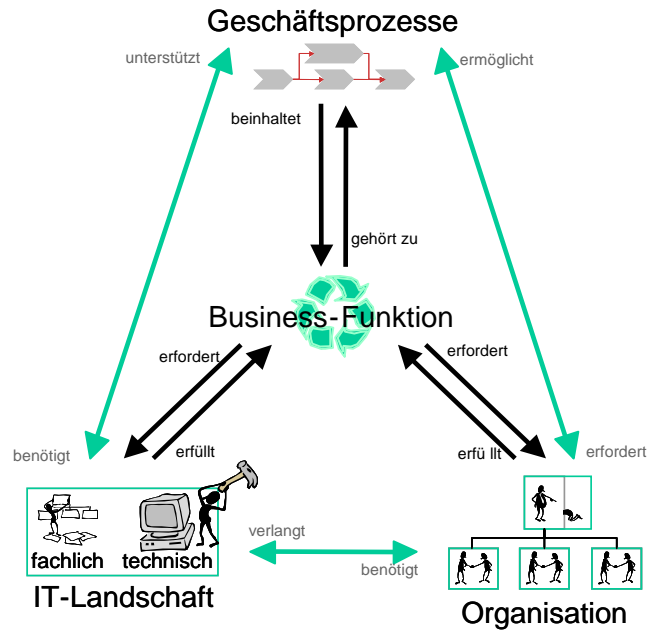 Geschäftsprozesse
unterstützt
ermöglicht
beinhaltet
gehört zu
Business-Funktion
erfordert
erfordert
benötigt
erfüllt
erfü llt
erfordert
fachlich
technisch
verlangt
benötigt
IT-Landschaft
Organisation